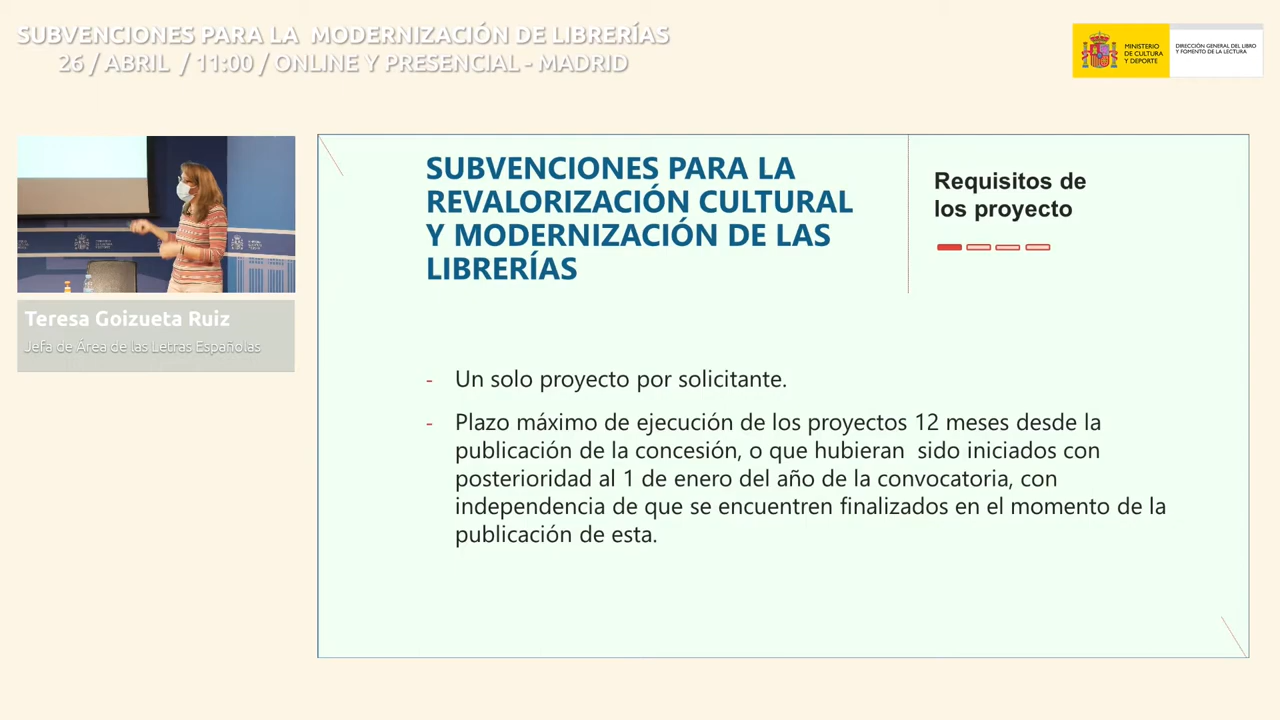 SUBVENCIONES PARA LA MODERNIZACIÓN DE LIBRERÍAS
26 / ABRIL / 11:00 / ONLINE Y PRESENCIAL - MADRID
MINISTERIO
DE CULTURA
Y DEPORTE
DIRECCIÓN GENERAL DEL LIBRO
Y FOMENTO DE LA LECTURA
Teresa Goizueta Ruiz
Jefa de Área de las Letras Españolas
SUBVENCIONES PARA LA
REVALORIZACIÓN CULTURAL
Y MODERNIZACIÓN DE LAS
LIBRERÍAS
Requisitos de
los proyecto
- Un solo proyecto por solicitante.
- Plazo máximo de ejecución de los proyectos 12 meses desde la
publicación de la concesión, o que hubieran sido iniciados con
posterioridad al 1 de enero del año de la convocatoria, con
independencia de que se encuentren finalizados en el momento de la
publicación de esta.